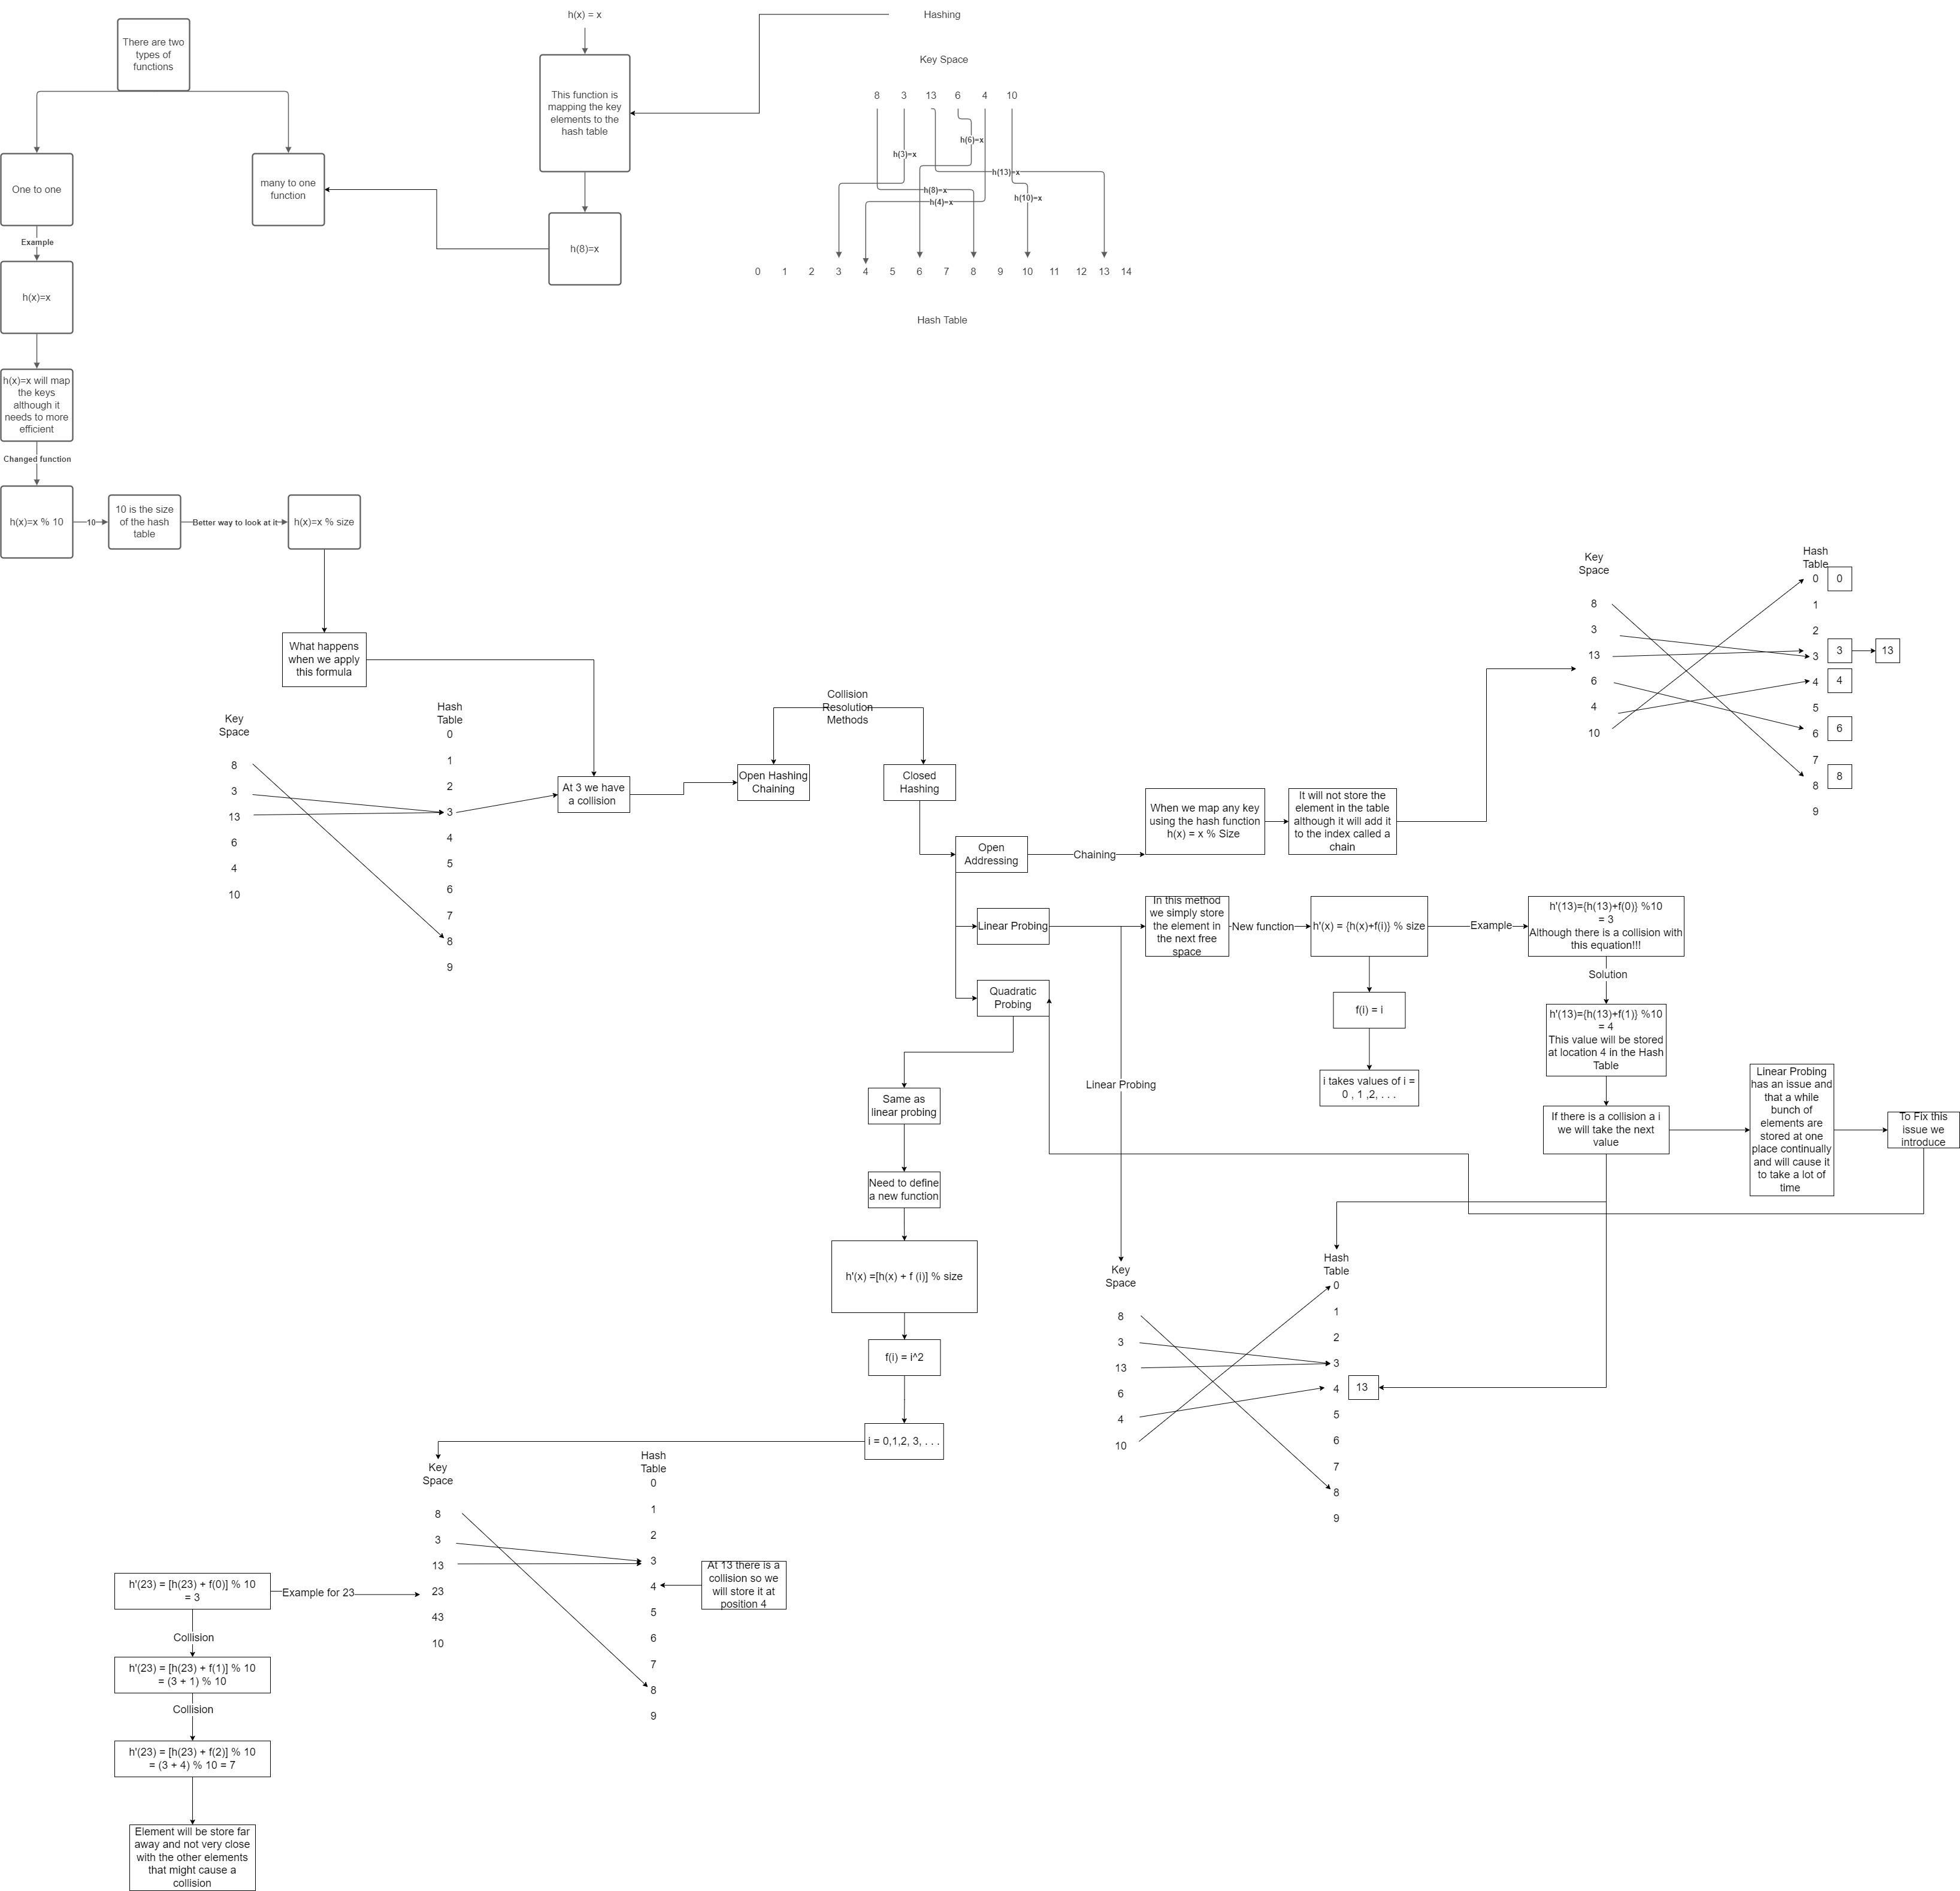 h(x) = x
Hashing
There are two
types of
functions
Key Space
This function is
mapping the key
elements to the
hash table
8 3 13 6 4 10
h(6)=x
h(3)=x
h(13)=x
h(8)=x
h(10)=x
h(4)=x
One to one
many to one
function
Example
h(8)=x
0 1 2 3 4 5 6 7 8 9 10 11 12 13 14
h(x)=x
Hash Table
h(x)=x will map
the keys
although it
needs to more
efficient
Changed function
h(x)=x % 10
10
10 is the size
of the hash
table
Better way to look at it
h(x)=x % size
What happens
when we apply
this formula
Key
Space
8
3
13
6
4
10
Hash
Table
0
1
2
3
4
5
6
7
8
9
At 3 we have
a collision
Collision
Resolution
Methods
Open Hashing
Chaining
Closed
Hashing
Open
Addressing
Chaining
When we map any key
using the hash function
h(x) = x % Size
It will not store the
element in the table
although it will add it
to the index called a
chain
Key
Space
8
3
13
6
4
10
Hash
Table
0 0
1
2
3 3 13
4 4
5
6 6
7
8 8
9
Linear Probing
In this method
we simply store
the element in
the next free
space
New function
h'(x) = {h(x)+f(i)} % size
Example
h'(13)={h(13)+f(0)} %10
= 3
Although there is a collision with
this equation!!!
f(i) = i
i takes values of i =
0 , 1 ,2, . . .
Solution
h'(13)={h(13)+f(1)} %10
= 4
This value will be stored
at location 4 in the Hash
Table
If there is a collision a i
we will take the next
value
Linear Probing
has an issue and
that a while
bunch of
elements are
stored at one
place continually
and will cause it
to take a lot of
time
To Fix this
issue we
introduce
Quadratic
Probing
Linear Probing
Key
Space
8
3
13
6
4
10
Hash
Table
0
1
2
3
4 13
5
6
7
8
9
Same as
linear probing
Need to define
a new function
h'(x) =[h(x) + f (i)] % size
f(i) = i^2
i = 0,1,2, 3, . . .
Key
Space
8
3
13
23
43
10
Hash
Table
0
1
2
3
4
5
6
7
8
9
At 13 there is a
collision so we
will store it at
position 4
h'(23) = [h(23) + f(0)] % 10
= 3
Example for 23
Collision
h'(23) = [h(23) + f(1)] % 10
= (3 + 1) % 10
Collision
h'(23) = [h(23) + f(2)] % 10
= (3 + 4) % 10 = 7
Element will be store far
away and not very close
with the other elements
that might cause a
collision